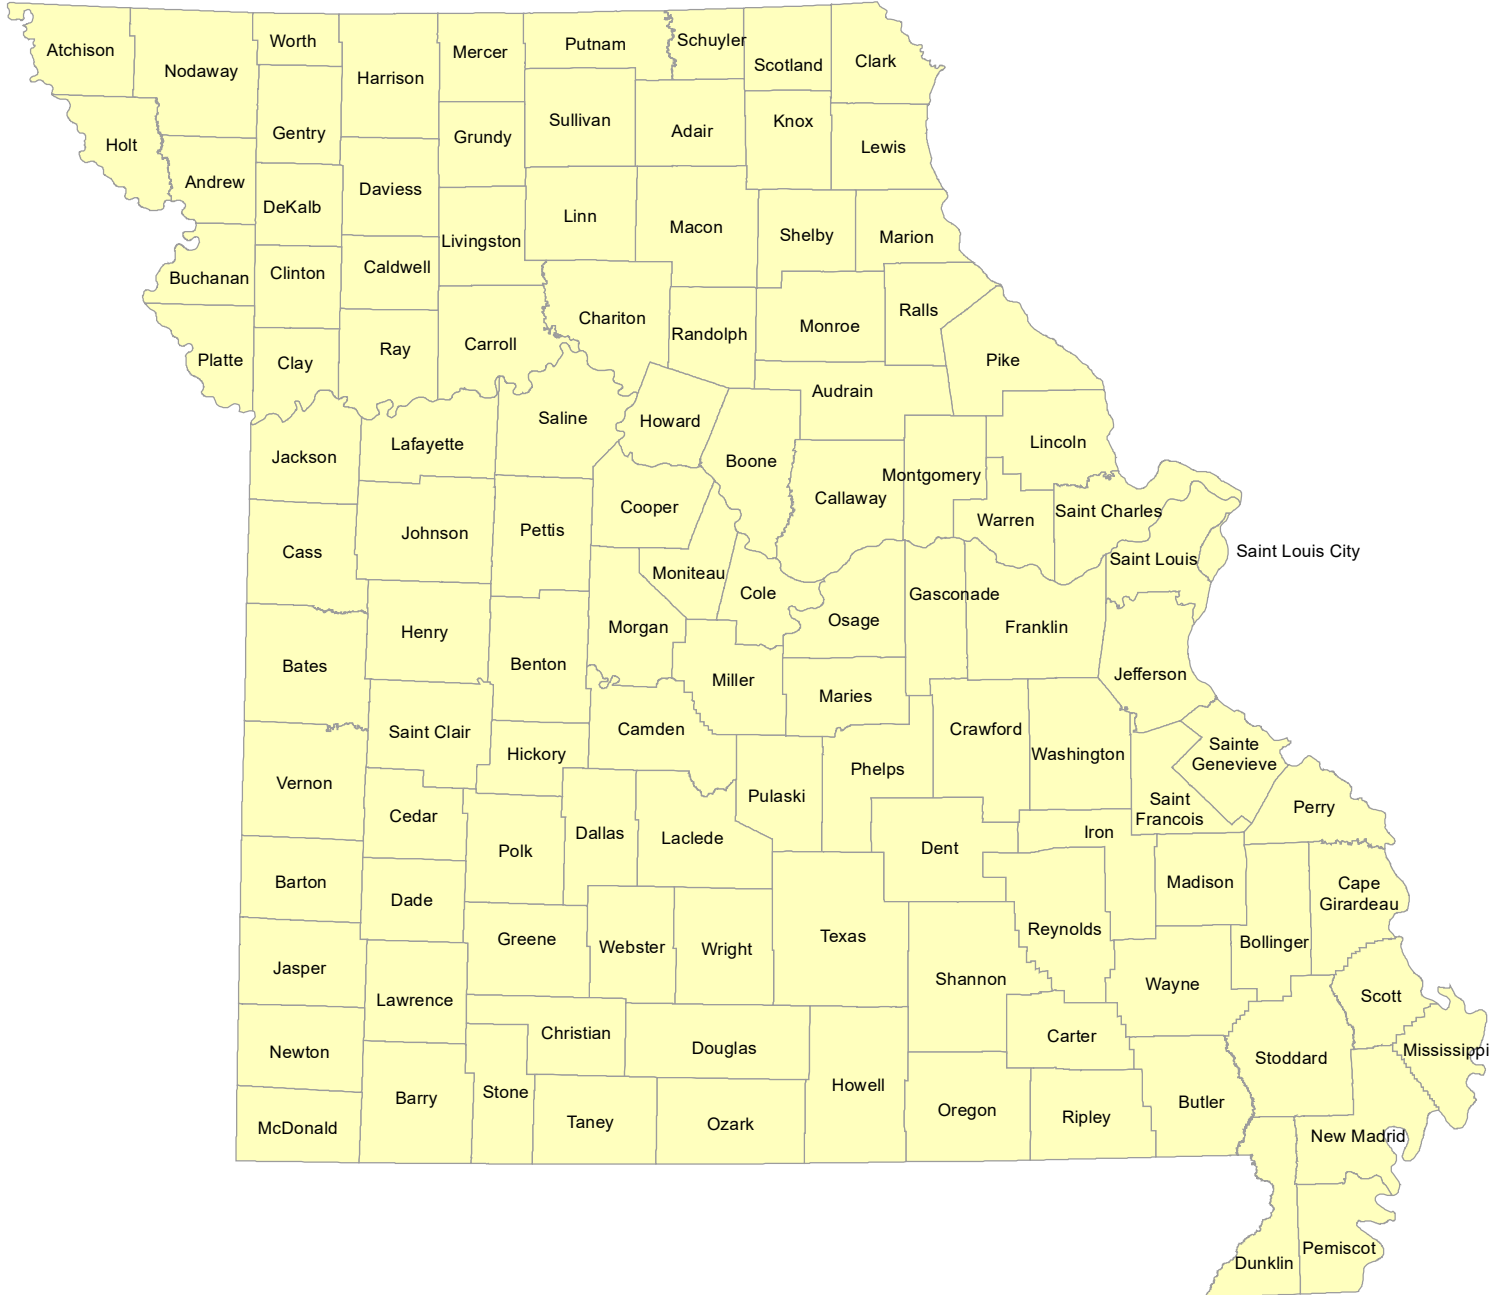 Atchison
Nodaway
Worth
Harrison
Mercer
Putnam
Schuyler
Scotland
Clark
Holt
Gentry
Grundy
Sullivan
Adair
Knox
Lewis
Andrew
DeKalb
Daviess
Livingston
Linn
Macon
Shelby
Marion
Buchanan
Clinton
Caldwell
Chariton
Randolph
Monroe
Ralls
Platte
Clay
Ray
Carroll
Pike
Audrain
Saline
Howard
Jackson
Lafayette
Boone
Lincoln
Montgomery
Callaway
Cooper
Warren
Saint Charles
Johnson
Pettis
Cass
Saint Louis
Saint Louis City
Moniteau
Cole
Gasconade
Osage
Franklin
Henry
Morgan
Benton
Bates
Miller
Maries
Jefferson
Saint Clair
Camden
Crawford
Washington
Sainte
Genevieve
Hickory
Vernon
Phelps
Pulaski
Saint
Francois
Perry
Cedar
Dallas
Laclede
Iron
Polk
Dent
Barton
Madison
Cape
Girardeau
Dade
Greene
Webster
Wright
Texas
Reynolds
Bollinger
Jasper
Shannon
Wayne
Scott
Lawrence
Christian
Carter
Newton
Douglas
Stoddard
Mississippi
Barry
Stone
Howell
Oregon
Ripley
Butler
McDonald
Taney
Ozark
New Madrid
Dunklin
Pemiscot